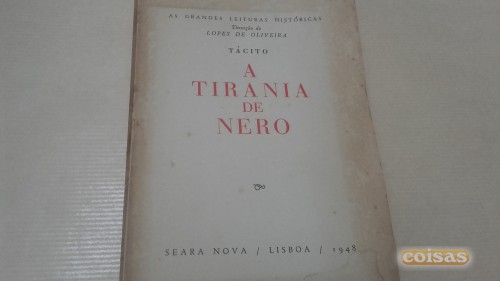 AS GRANDES LEITURAS HISTÓRICAS
Direcção de
LOPES DE OLIVEIRA
TÁCITO
A
TIRANIA
DE
NERO
SEARA NOVA / LISBOA / 1948
coisas